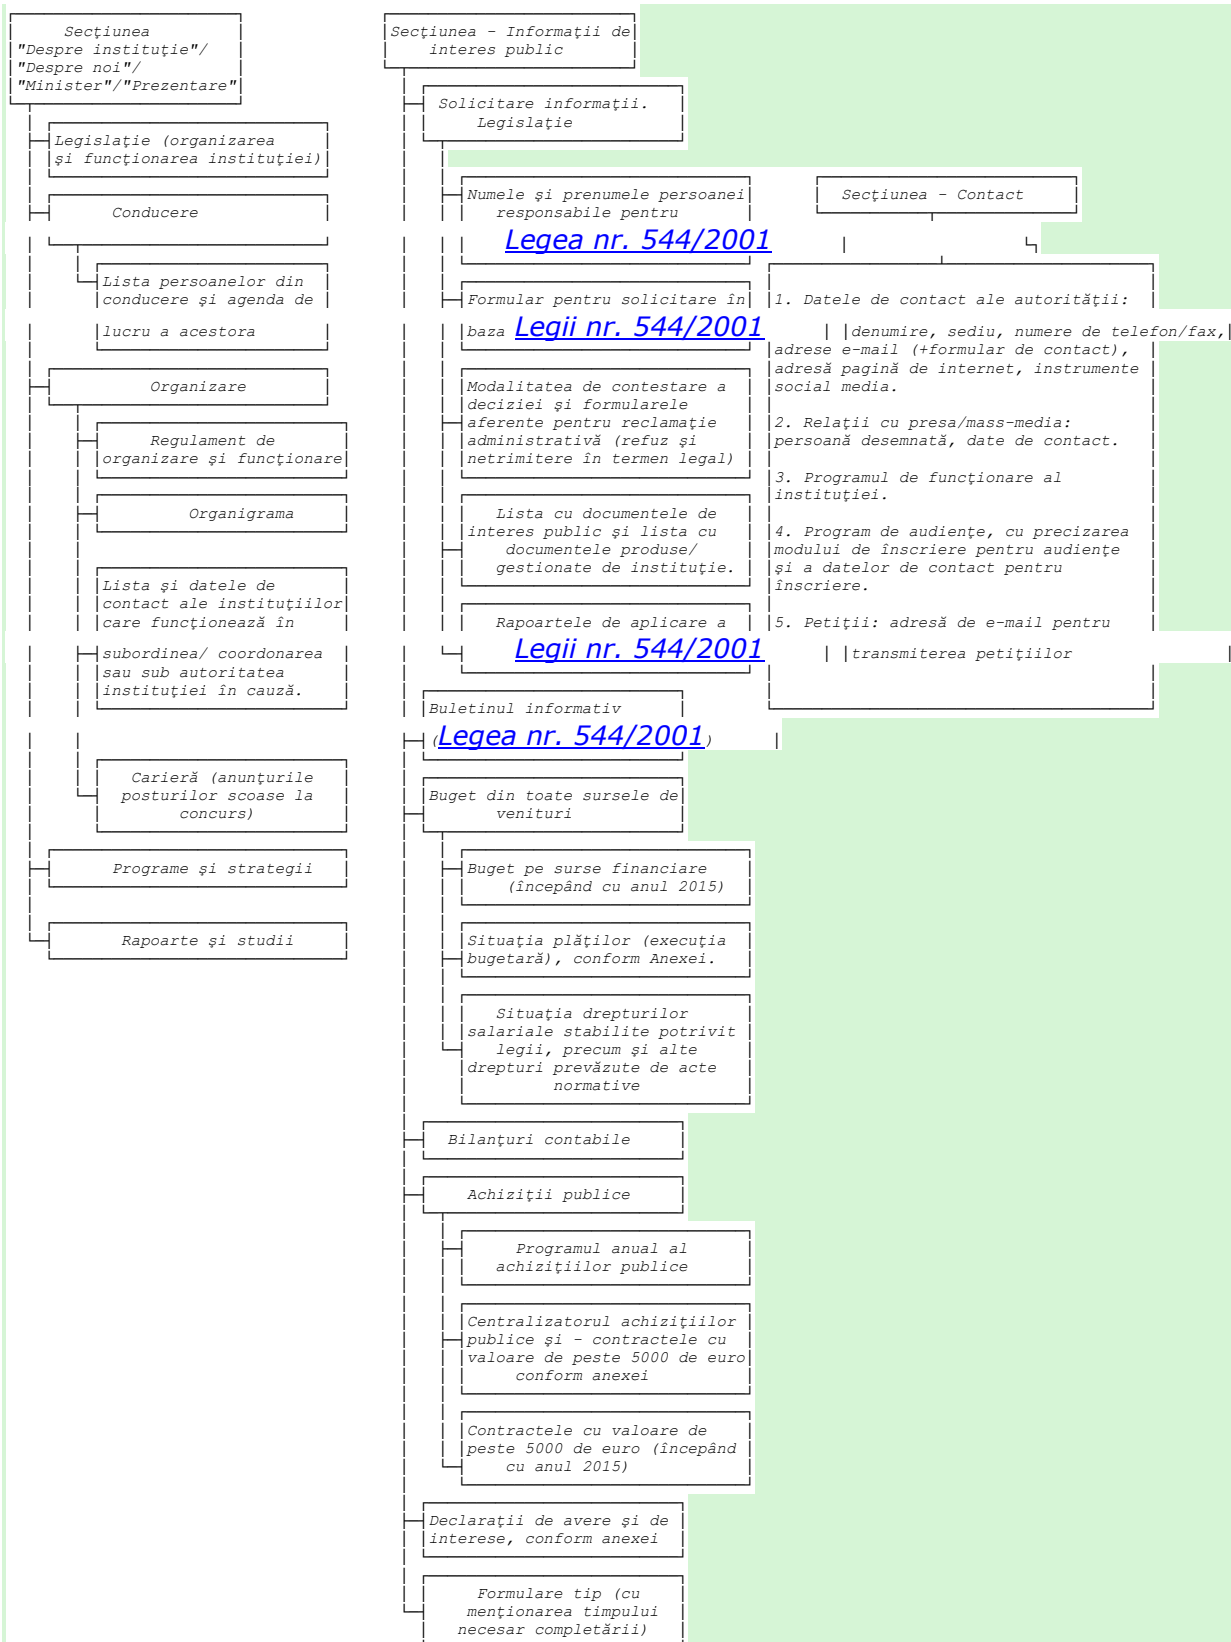 Secţiunea
"Despre instituţie"/
"Despre noi"/
"Minister"/"Prezentare"
Legislaţie (organizarea
şi funcţionarea instituţiei)
Conducere
Lista persoanelor din
conducere şi agenda de
lucru a acestora
Organizare
Regulament de
organizare şi funcţionare
Organigrama
Lista şi datele de
contact ale instituţiilor
care funcţionează în
subordinea/ coordonarea
sau sub autoritatea
instituţiei în cauză.
Carieră (anunţurile
posturilor scoase la
concurs)
Programe şi strategii
Rapoarte şi studii
Secţiunea - Informaţii de
interes public
Solicitare informaţii.
Legislaţie
Numele şi prenumele persoanei
responsabile pentru
Legea nr. 544/2001
Formular pentru solicitare în
baza Legii nr. 544/2001
Modalitatea de contestare a
deciziei şi formularele
aferente pentru reclamaţie
administrativă (refuz şi
netrimitere în termen legal)
Lista cu documentele de
interes public şi lista cu
documentele produse/
gestionate de instituţie.
Rapoartele de aplicare a
Legii nr. 544/2001
Buletinul informativ
(Legea nr. 544/2001)
Buget din toate sursele de
venituri
Buget pe surse financiare
(începând cu anul 2015)
Situaţia plăţilor (execuţia
bugetară), conform Anexei.
Situaţia drepturilor
salariale stabilite potrivit
legii, precum şi alte
drepturi prevăzute de acte
normative
Bilanţuri contabile
Achiziţii publice
Programul anual al
achiziţiilor publice
Centralizatorul achiziţiilor
publice şi - contractele cu
valoare de peste 5000 de euro
conform anexei
Contractele cu valoare de
peste 5000 de euro (începând
cu anul 2015)
Declaraţii de avere şi de
interese, conform anexei
Formulare tip (cu
menţionarea timpului
necesar completării)
Secţiunea - Contact
1. Datele de contact ale autorităţii:
denumire, sediu, numere de telefon/fax,
adrese e-mail (+formular de contact),
adresă pagină de internet, instrumente
social media.
2. Relaţii cu presa/mass-media:
persoană desemnată, date de contact.
3. Programul de funcţionare al
instituţiei.
4. Program de audienţe, cu precizarea
modului de înscriere pentru audienţe
şi a datelor de contact pentru
înscriere.
5. Petiţii: adresă de e-mail pentru
transmiterea petiţiilor